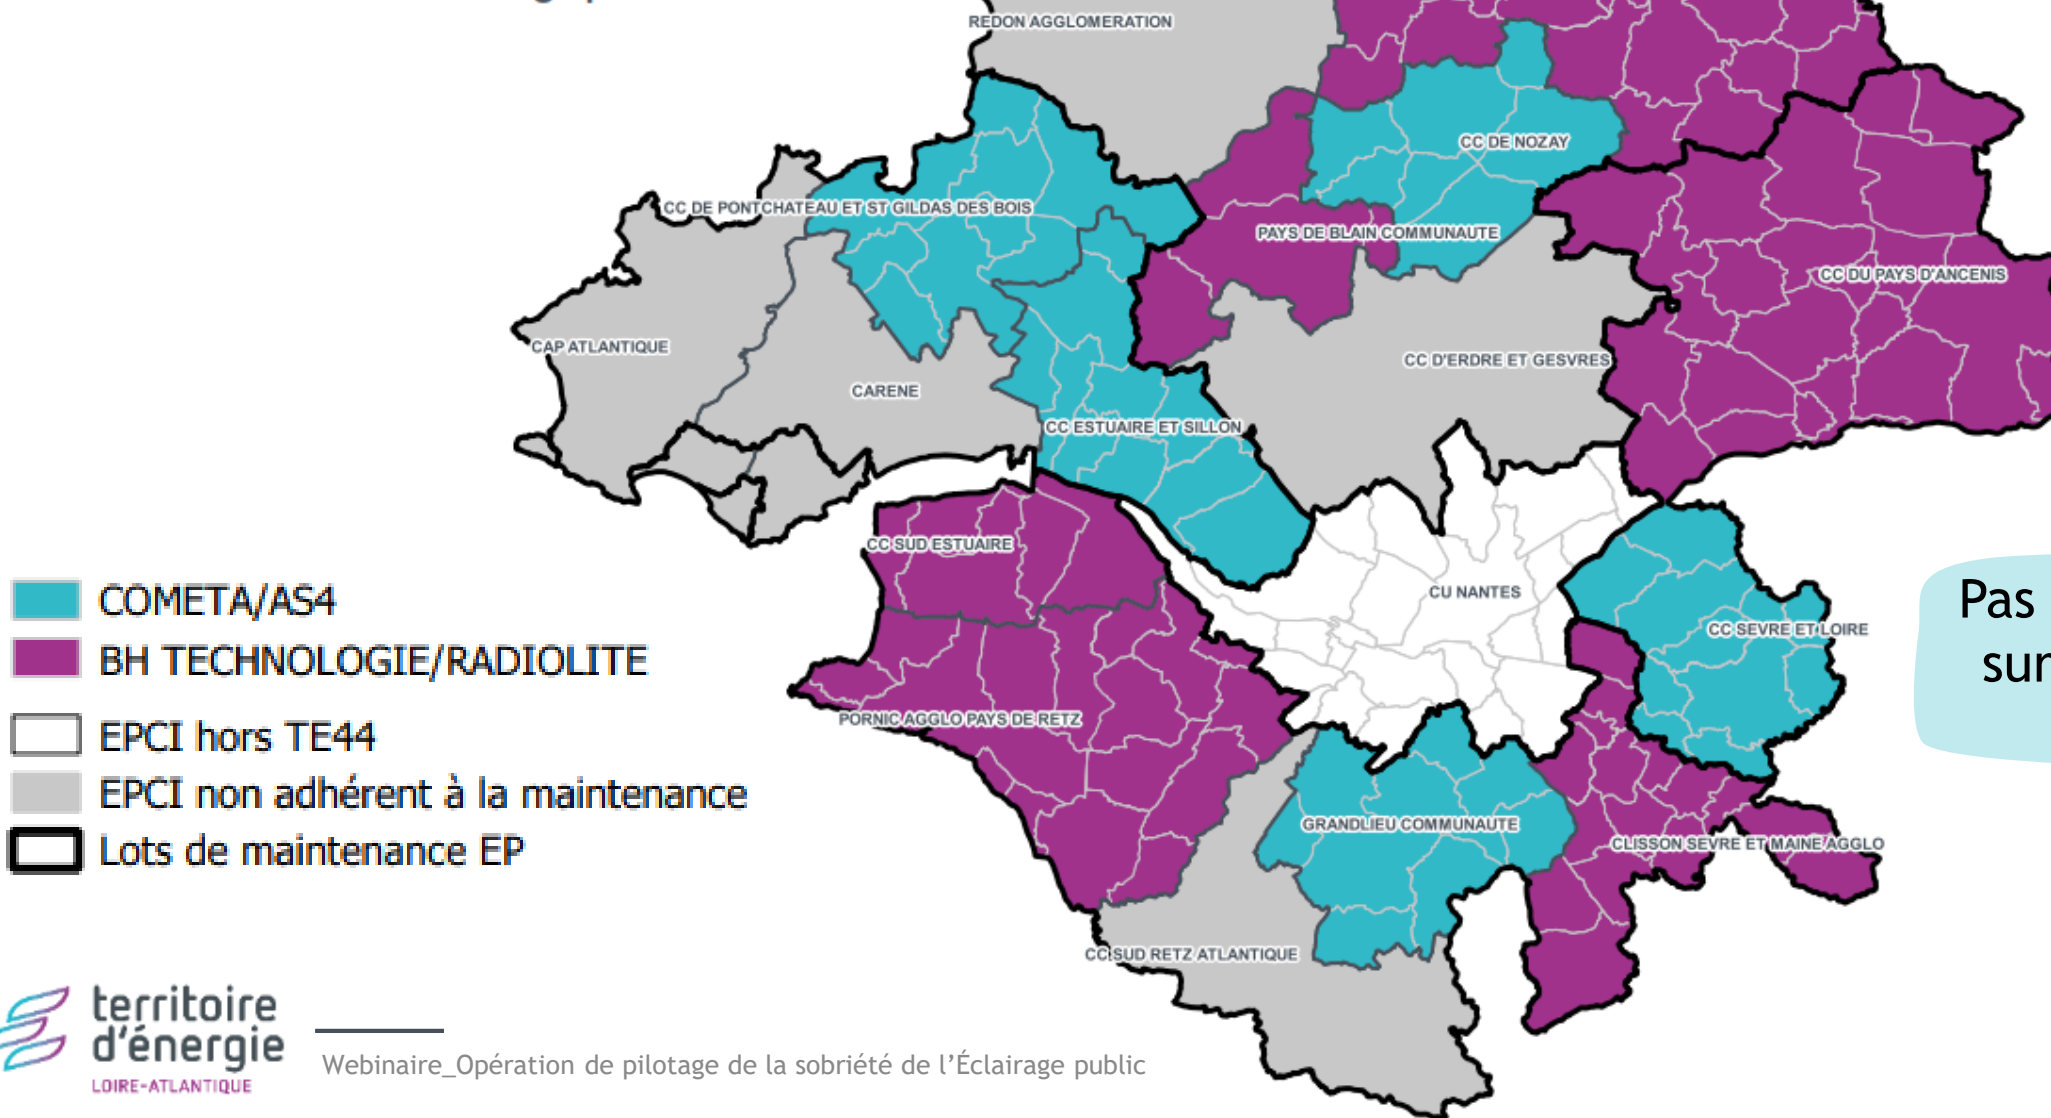 REDON AGGLOMERATION
CC DE NOZAY
CC DE PONTCHATEAU ET ST GILDAS DES BOIS
PAYS DE BLAIN COMMUNAUTE
CC DU PAYS D'ANCENIS
CAP ATLANTIQUE
CC D'ERDRE ET GESVRES
CARENE
CC ESTUAIRE ET SILLON
CC SUD ESTUAIRE
CU NANTES
CC SEVRE ET LOIRE
PORNIC AGGLO PAYS DE RETZ
GRANDLIEU COMMUNAUTE
CLISSON SEVRE ET MAINE AGGLO
CC SUD RETZ ATLANTIQUE
Pas
sur
COMETA/AS4
BH TECHNOLOGIE/RADIOLITE
EPCI hors TE44
EPCI non adhérent à la maintenance
Lots de maintenance EP
territoire
d'énergie
LOIRE-ATLANTIQUE
Webinaire_Opération de pilotage de la sobriété de l'Éclairage public